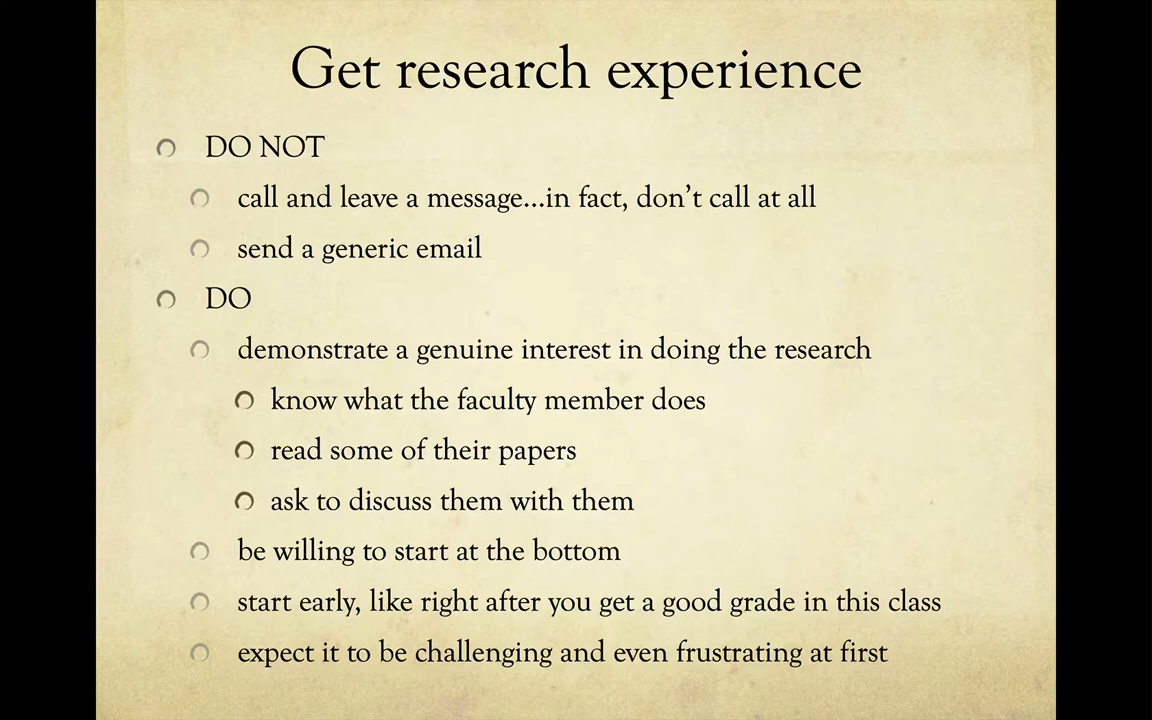 Get research experience
DO NOT
call and leave a message...in fact, don't call at all
send a generic email
DO
demonstrate a genuine interest in doing the research
know what the faculty member does
read some of their papers
ask to discuss them with them
be willing to start at the bottom
start early, like right after you get a good grade in this class
expect it to be challenging and even frustrating at first